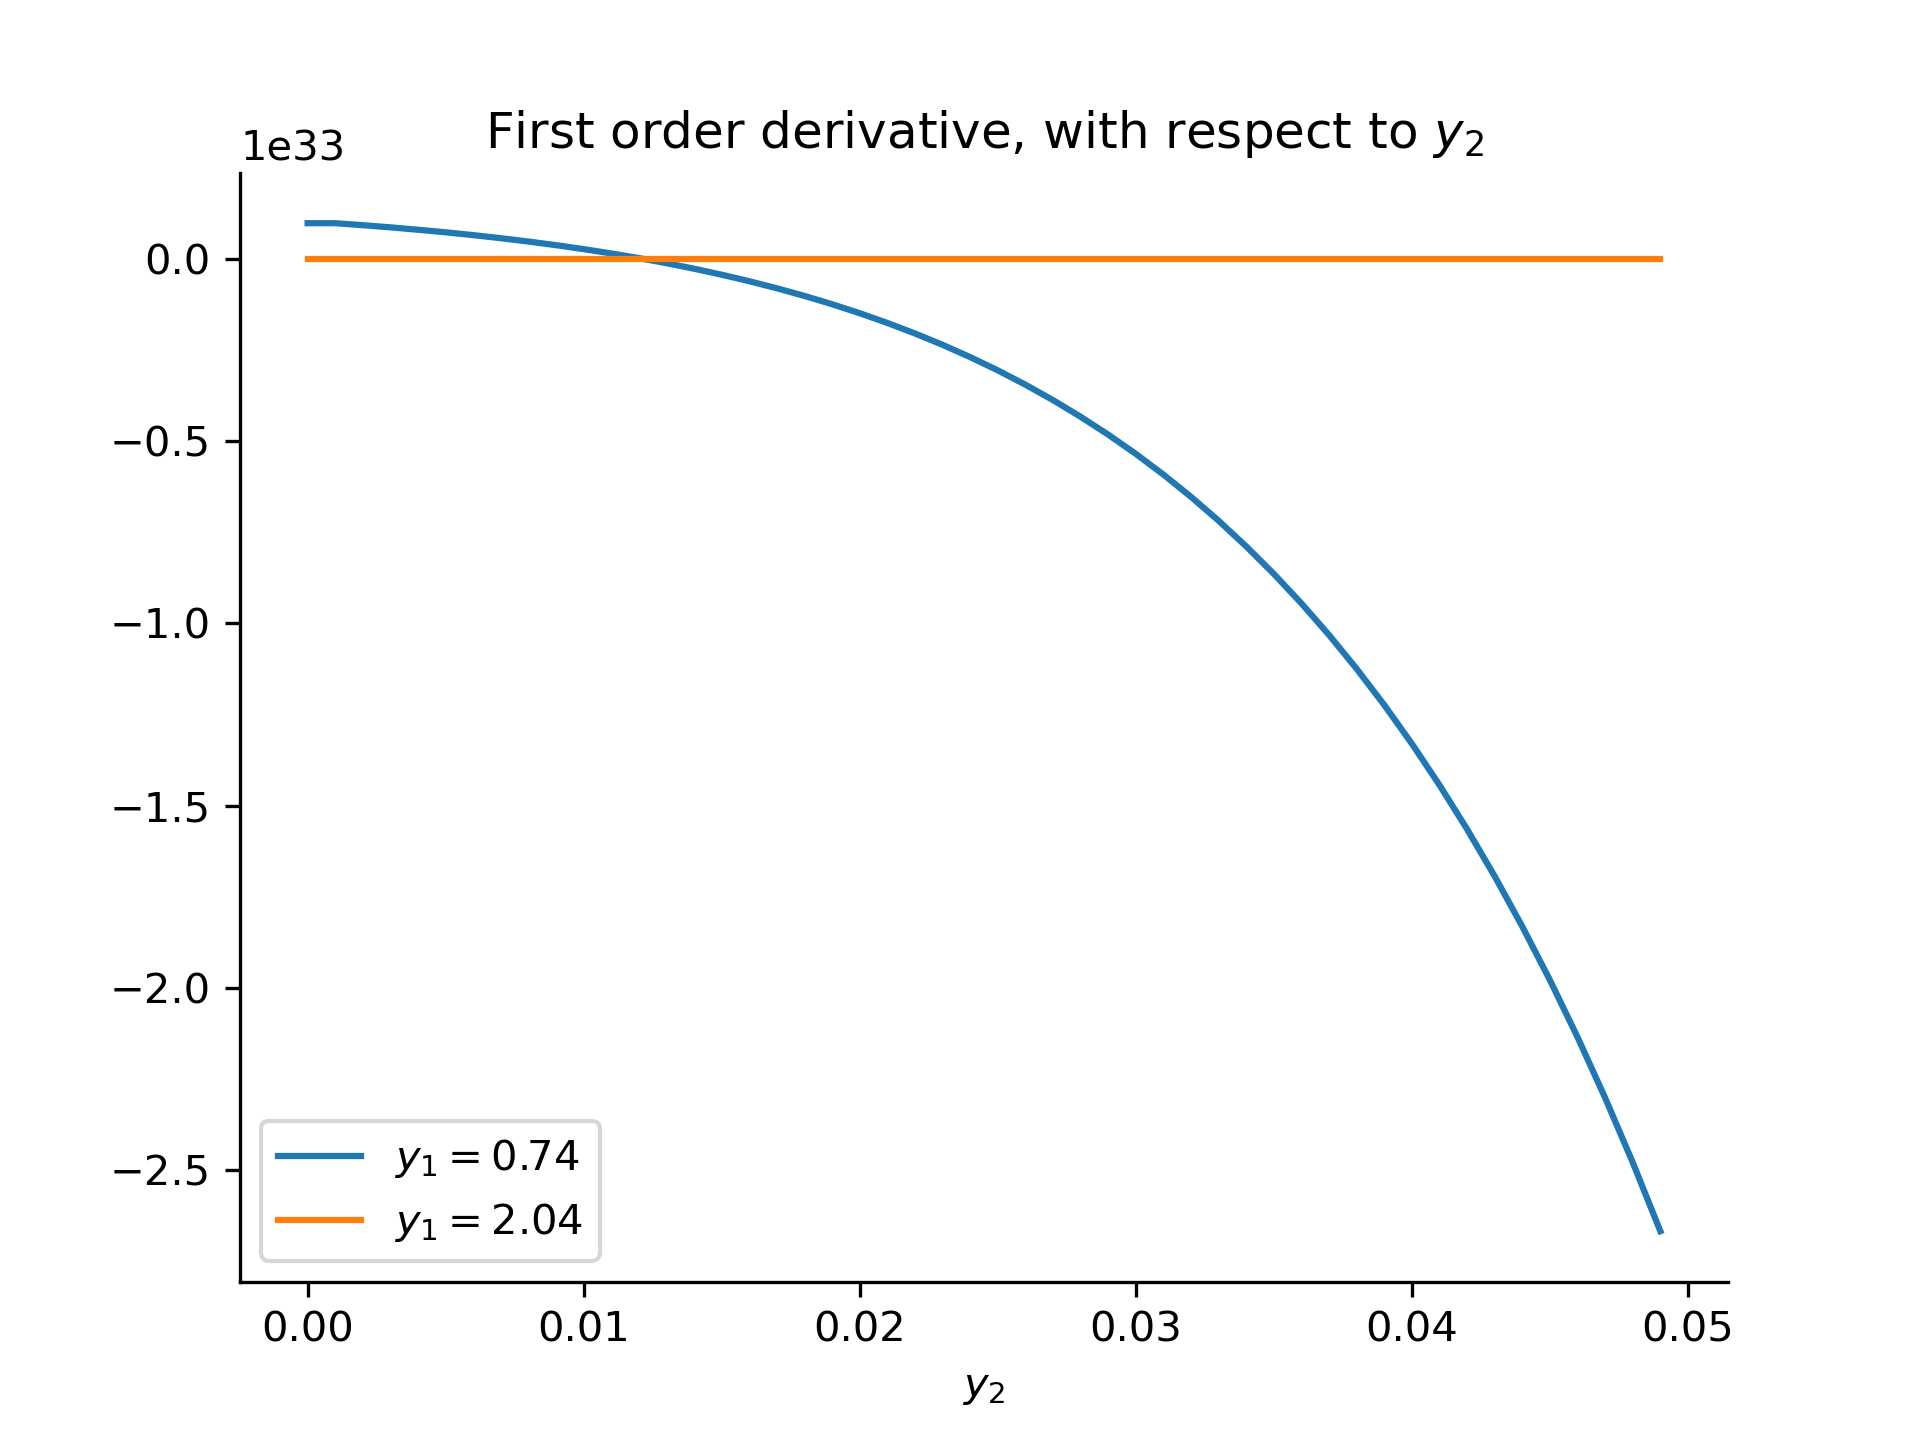 First order derivative, with respect to y₂
1e33
0.0
−0.5
−1.0
−1.5
−2.0
−2.5
y₁ = 0.74
y₁ = 2.04
0.00 0.01 0.02 0.03 0.04 0.05
y₂